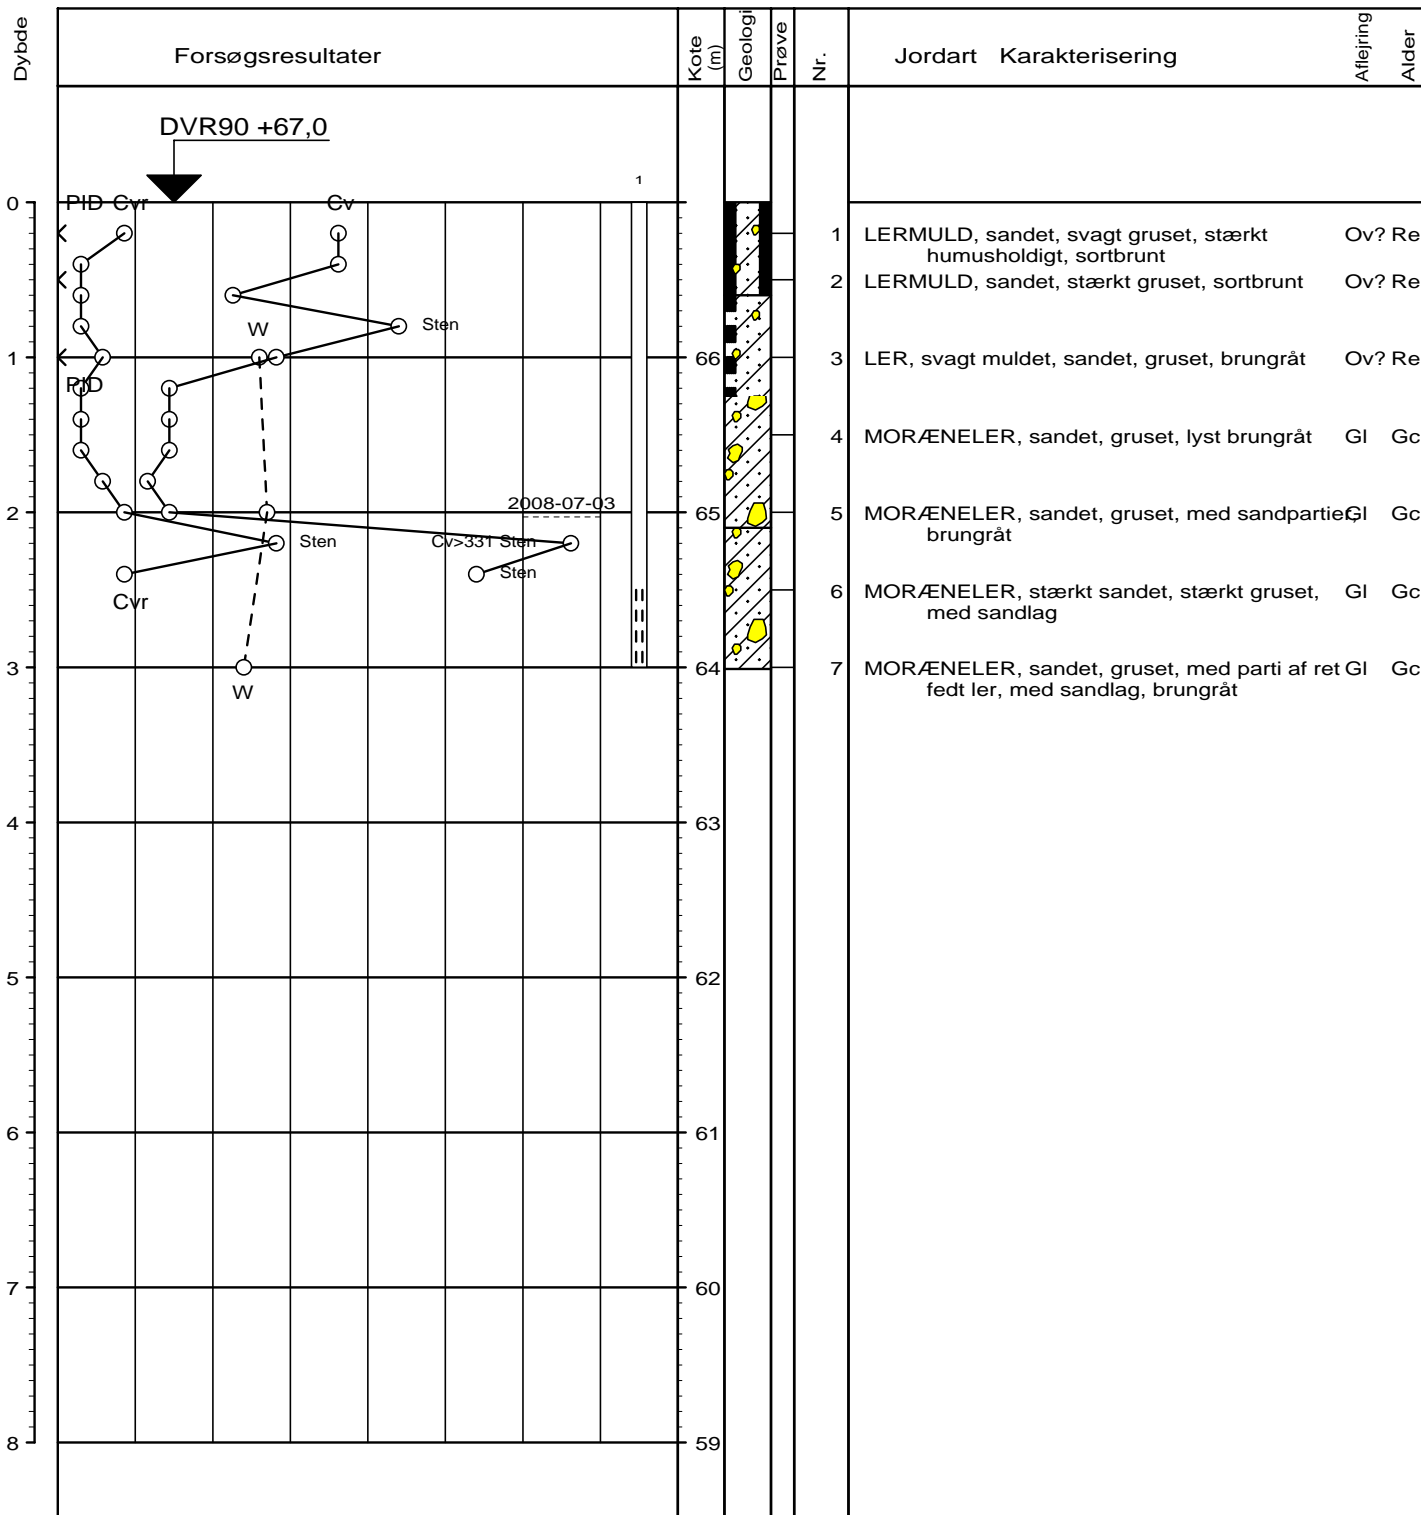 Dybde
Forsøgsresultater
Kote
(m)
Geologi
Prøve
Nr.
Jordart Karakterisering
Aflejring
Alder
DVR90 +67,0
1
0
PID Cvr
Cv
1 LERMULD, sandet, svagt gruset, stærkt Ov? Re
humusholdigt, sortbrunt
2 LERMULD, sandet, stærkt gruset, sortbrunt Ov? Re
Sten
W
1
66
3 LER, svagt muldet, sandet, gruset, brungråt Ov? Re
PID
4 MORÆNELER, sandet, gruset, lyst brungråt Gl Gc
2008-07-03
2
65
5 MORÆNELER, sandet, gruset, med sandpartier, Gl Gc
brungråt
Sten
Cv>331 Sten
Sten
Cvr
6 MORÆNELER, stærkt sandet, stærkt gruset, Gl Gc
med sandlag
3
64
7 MORÆNELER, sandet, gruset, med parti af ret Gl Gc
fedt ler, med sandlag, brungråt
W
4
63
5
62
6
61
7
60
8
59